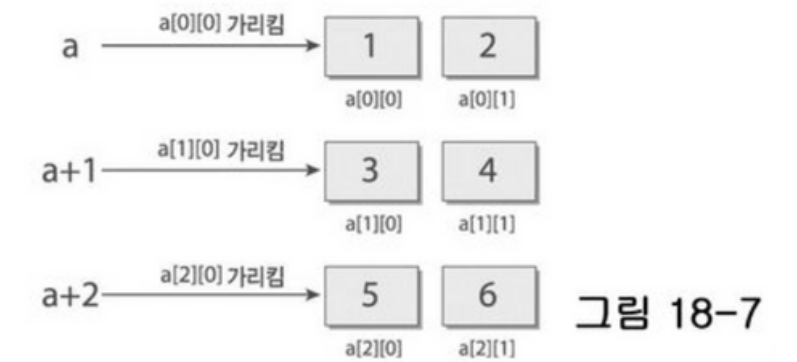 a[0][0] 가리킴
a 1 2
a[0][0] a[0][1]
a[1][0] 가리킴
a+1 3 4
a[1][0] a[1][1]
a[2][0] 가리킴
a+2 5 6
그림 18-7
a[2][0] a[2][1]